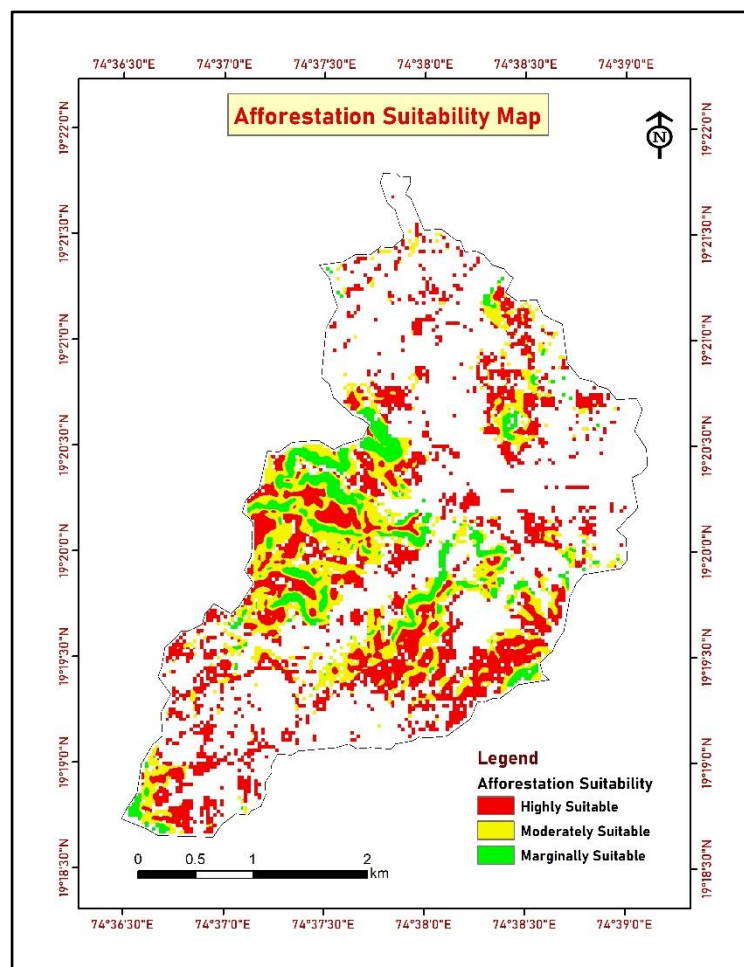 74°36'30"E 74°37'0"E 74°37'30"E 74°38'0"E 74°38'30"E 74°39'0"E
Afforestation Suitability Map
N
19°22'0"N 19°22'0"N
19°21'30"N 19°21'30"N
19°21'0"N 19°21'0"N
19°20'30"N 19°20'30"N
19°20'0"N 19°20'0"N
19°19'30"N 19°19'30"N
19°19'0"N 19°19'0"N
19°18'30"N 19°18'30"N
Legend
Afforestation Suitability
Highly Suitable
Moderately Suitable
Marginally Suitable
0 0.5 1 2
km
74°36'30"E 74°37'0"E 74°37'30"E 74°38'0"E 74°38'30"E 74°39'0"E